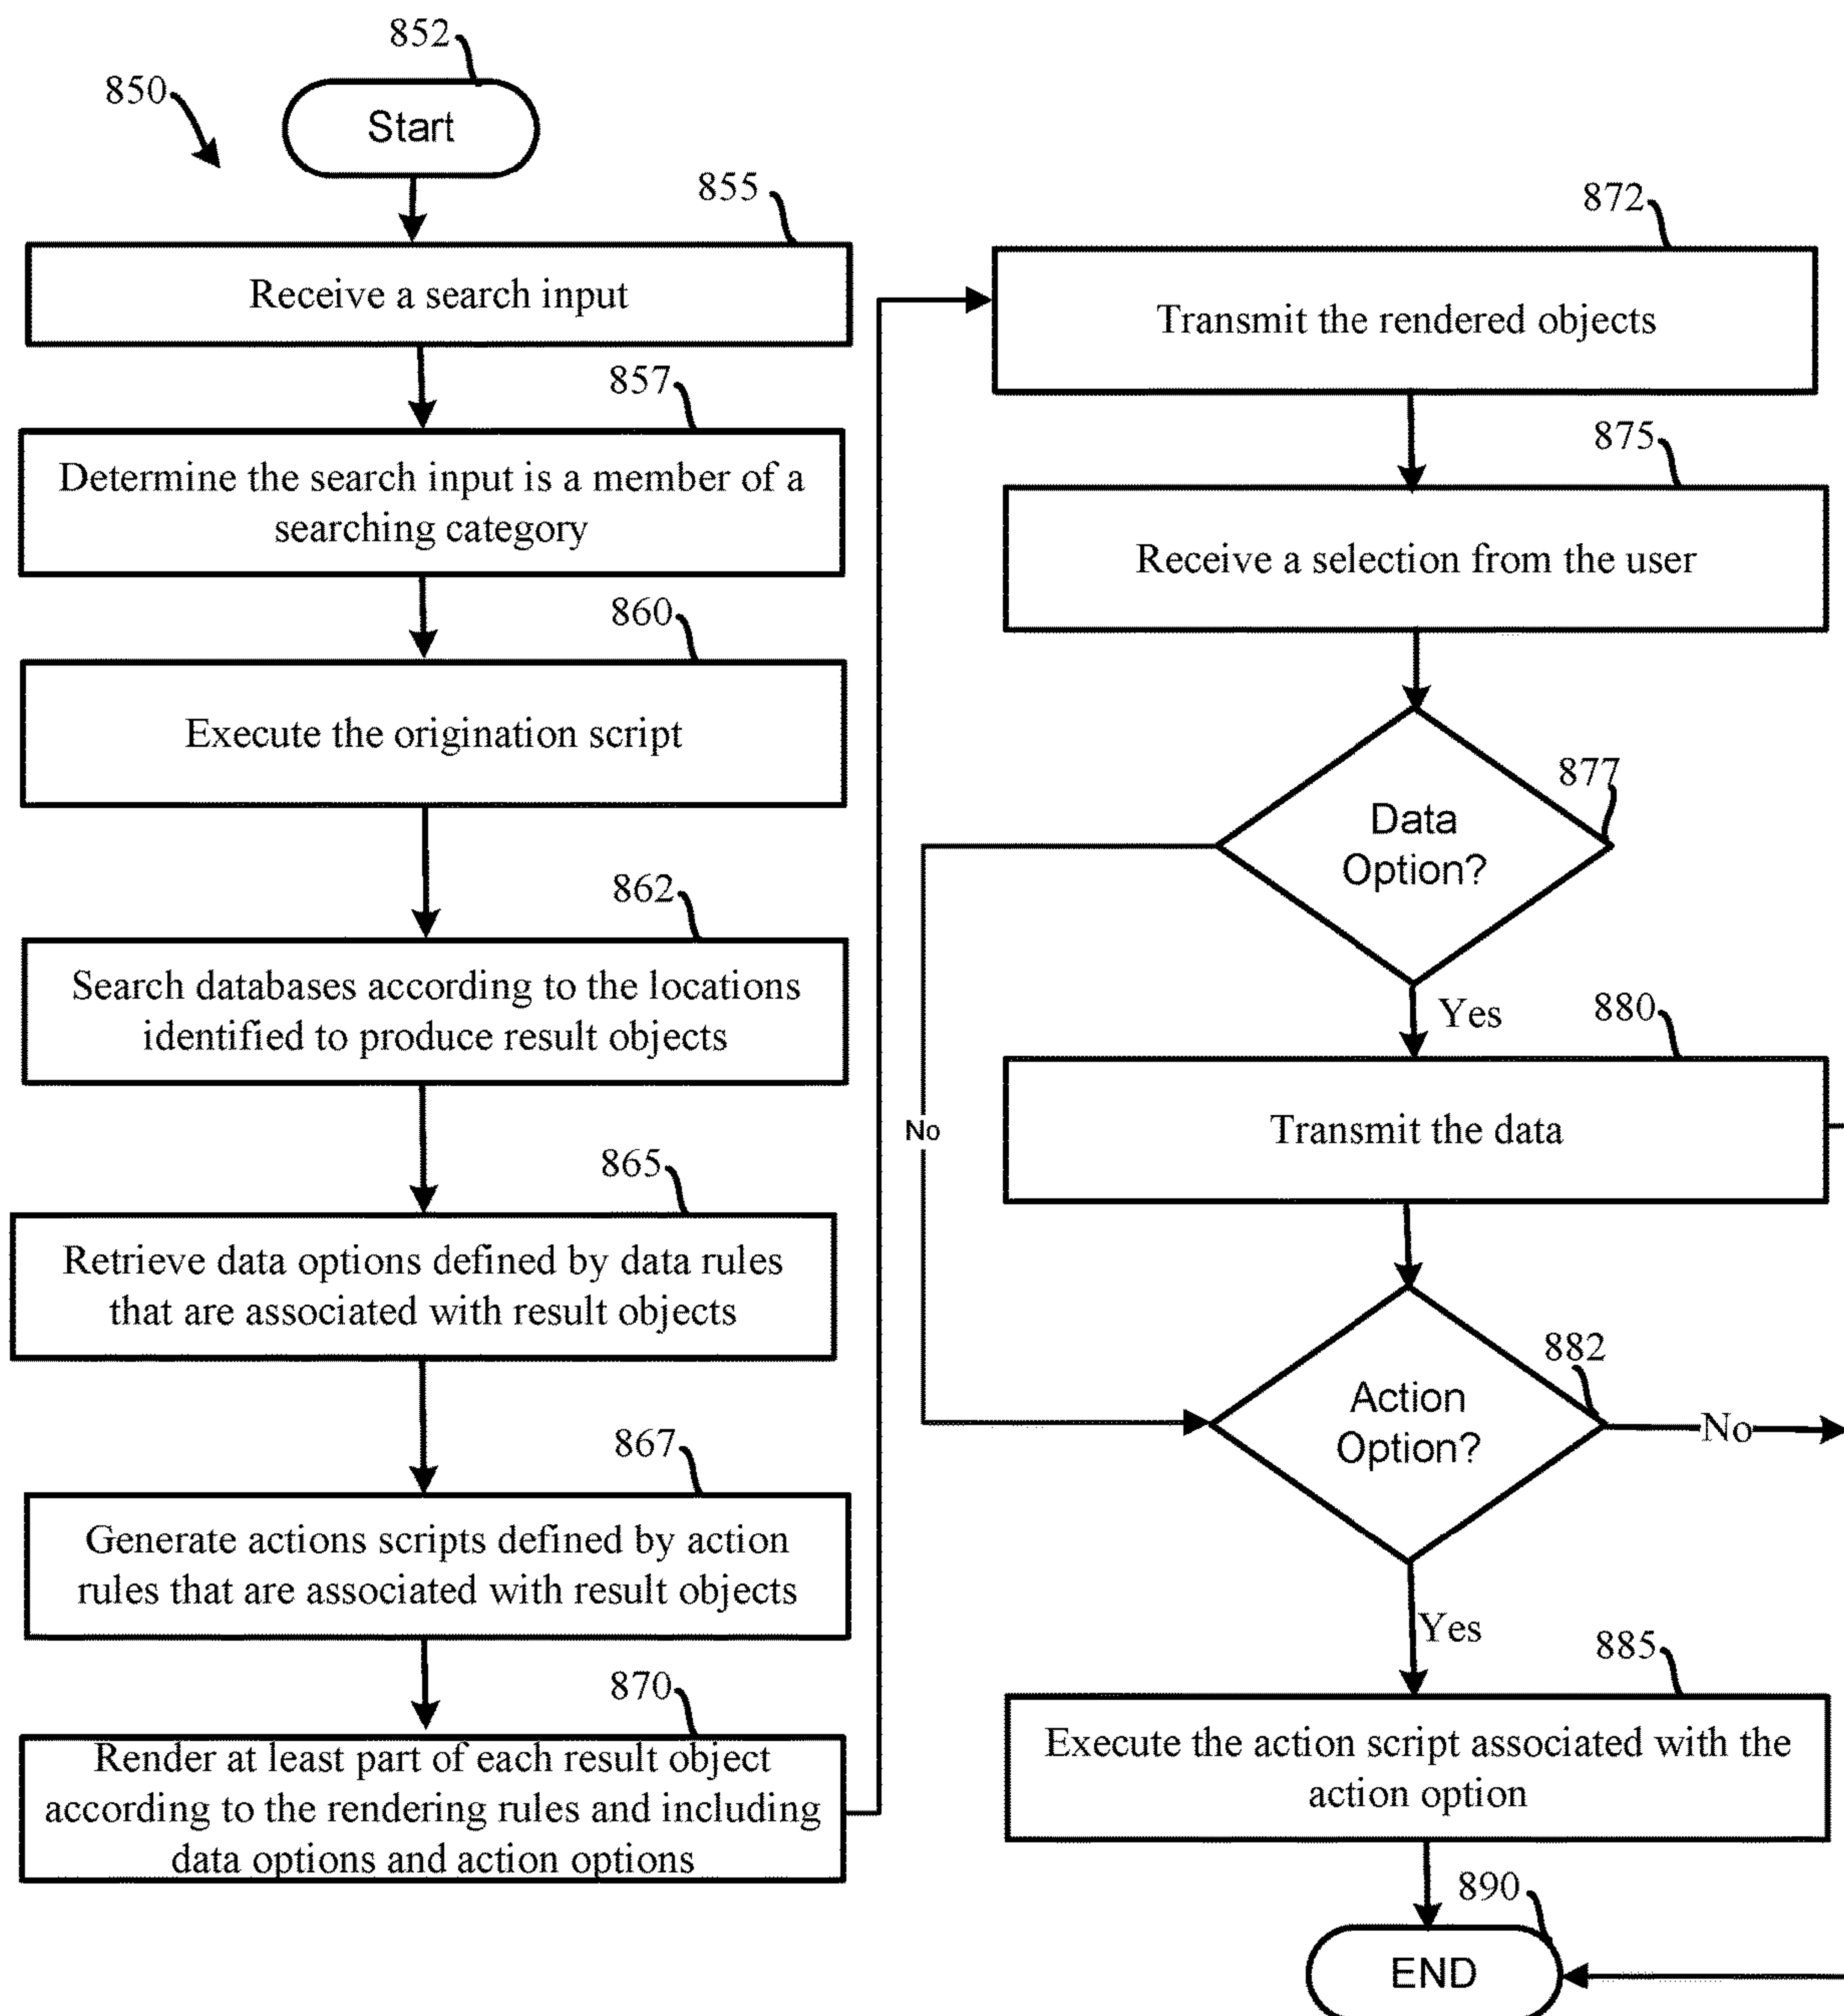 852
850
Start
855
Receive a search input
857
Determine the search input is a member of a
searching category
860
Execute the origination script
862
Search databases according to the locations
identified to produce result objects
865
Retrieve data options defined by data rules
that are associated with result objects
867
Generate actions scripts defined by action
rules that are associated with result objects
870
Render at least part of each result object
according to the rendering rules and including
data options and action options
872
Transmit the rendered objects
875
Receive a selection from the user
877
Data
Option?
Yes
No
880
Transmit the data
882
Action
Option?
No
Yes
885
Execute the action script associated with the
action option
890
END